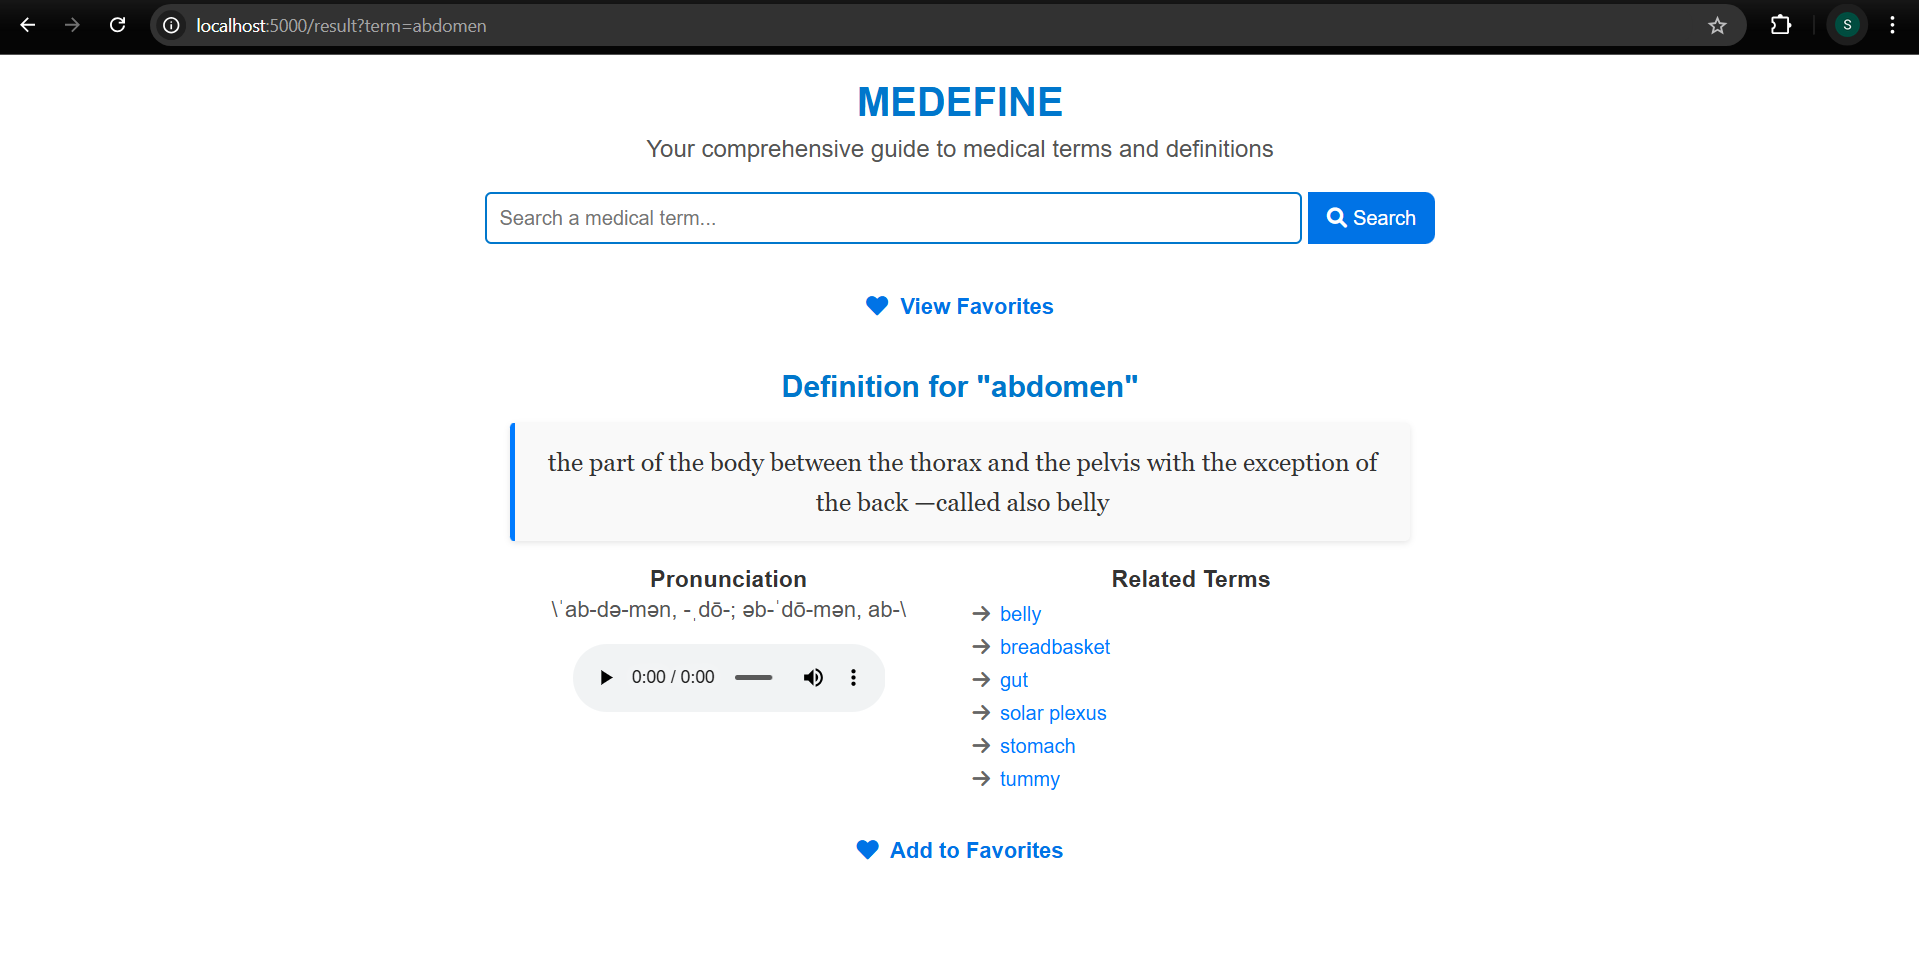 localhost:5000/result?term=abdomen
S
MEDEFINE
Your comprehensive guide to medical terms and definitions
Search a medical term...
Search
View Favorites
Definition for "abdomen"
the part of the body between the thorax and the pelvis with the exception of
the back —called also belly
Pronunciation
\ˈab-də-mən, -ˌdō-; əb-ˈdō-mən, ab-\
0:00 / 0:00
Related Terms
belly
breadbasket
gut
solar plexus
stomach
tummy
Add to Favorites